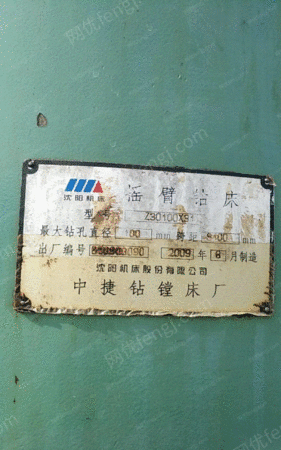 沈阳机床 摇臂钻床
型号 Z30100X31
最大钻孔直径 100 mm 跨距 mm
出厂编号 2009 年 6 月制造
沈阳机床股份有限公司
中捷钻镗床厂